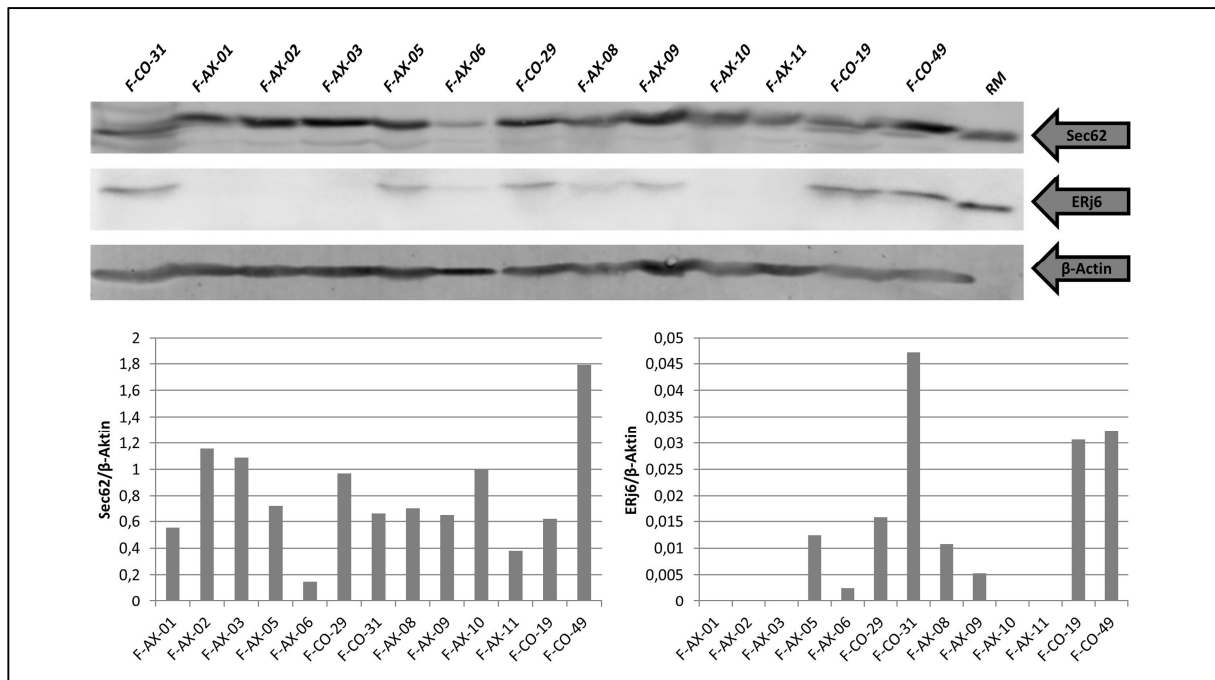 F-CO-31 F-AX-01 F-AX-02 F-AX-03 F-AX-05 F-AX-06 F-CO-29 F-AX-08 F-AX-09 F-AX-10 F-AX-11 F-CO-19 F-CO-49 RM
Sec62
ERj6
β-Actin
Sec62/β-Aktin
2
1,8
1,6
1,4
1,2
1
0,8
0,6
0,4
0,2
0
F-AX-01 F-AX-02 F-AX-03 F-AX-05 F-AX-06 F-CO-29 F-CO-31 F-AX-08 F-AX-09 F-AX-10 F-AX-11 F-CO-19 F-CO-49
ERj6/β-Aktin
0,05
0,045
0,04
0,035
0,03
0,025
0,02
0,015
0,01
0,005
0
F-AX-01 F-AX-02 F-AX-03 F-AX-05 F-AX-06 F-CO-29 F-CO-31 F-AX-08 F-AX-09 F-AX-10 F-AX-11 F-CO-19 F-CO-49